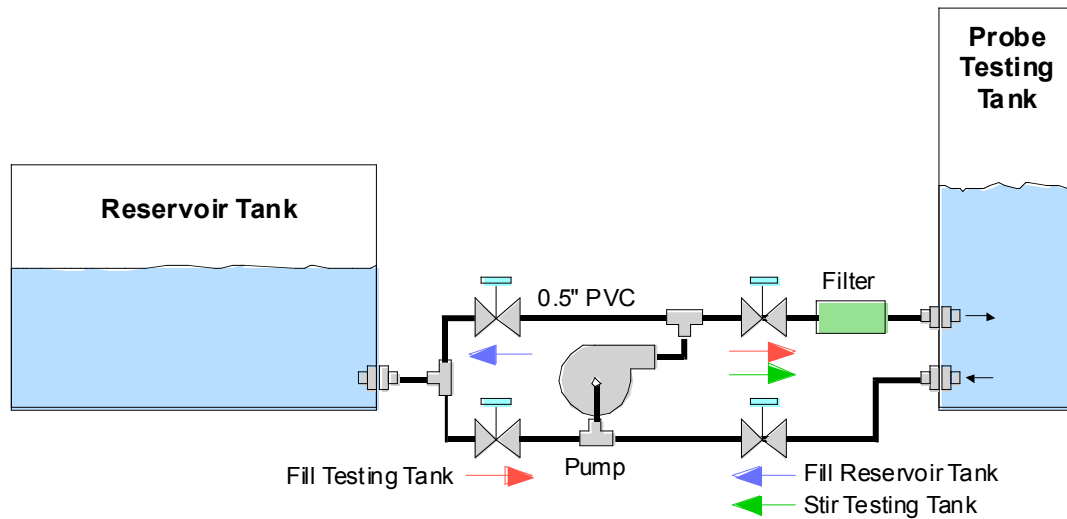 Probe
Testing
Tank
Reservoir Tank
0.5" PVC
Filter
Pump
Fill Testing Tank
Fill Reservoir Tank
Stir Testing Tank